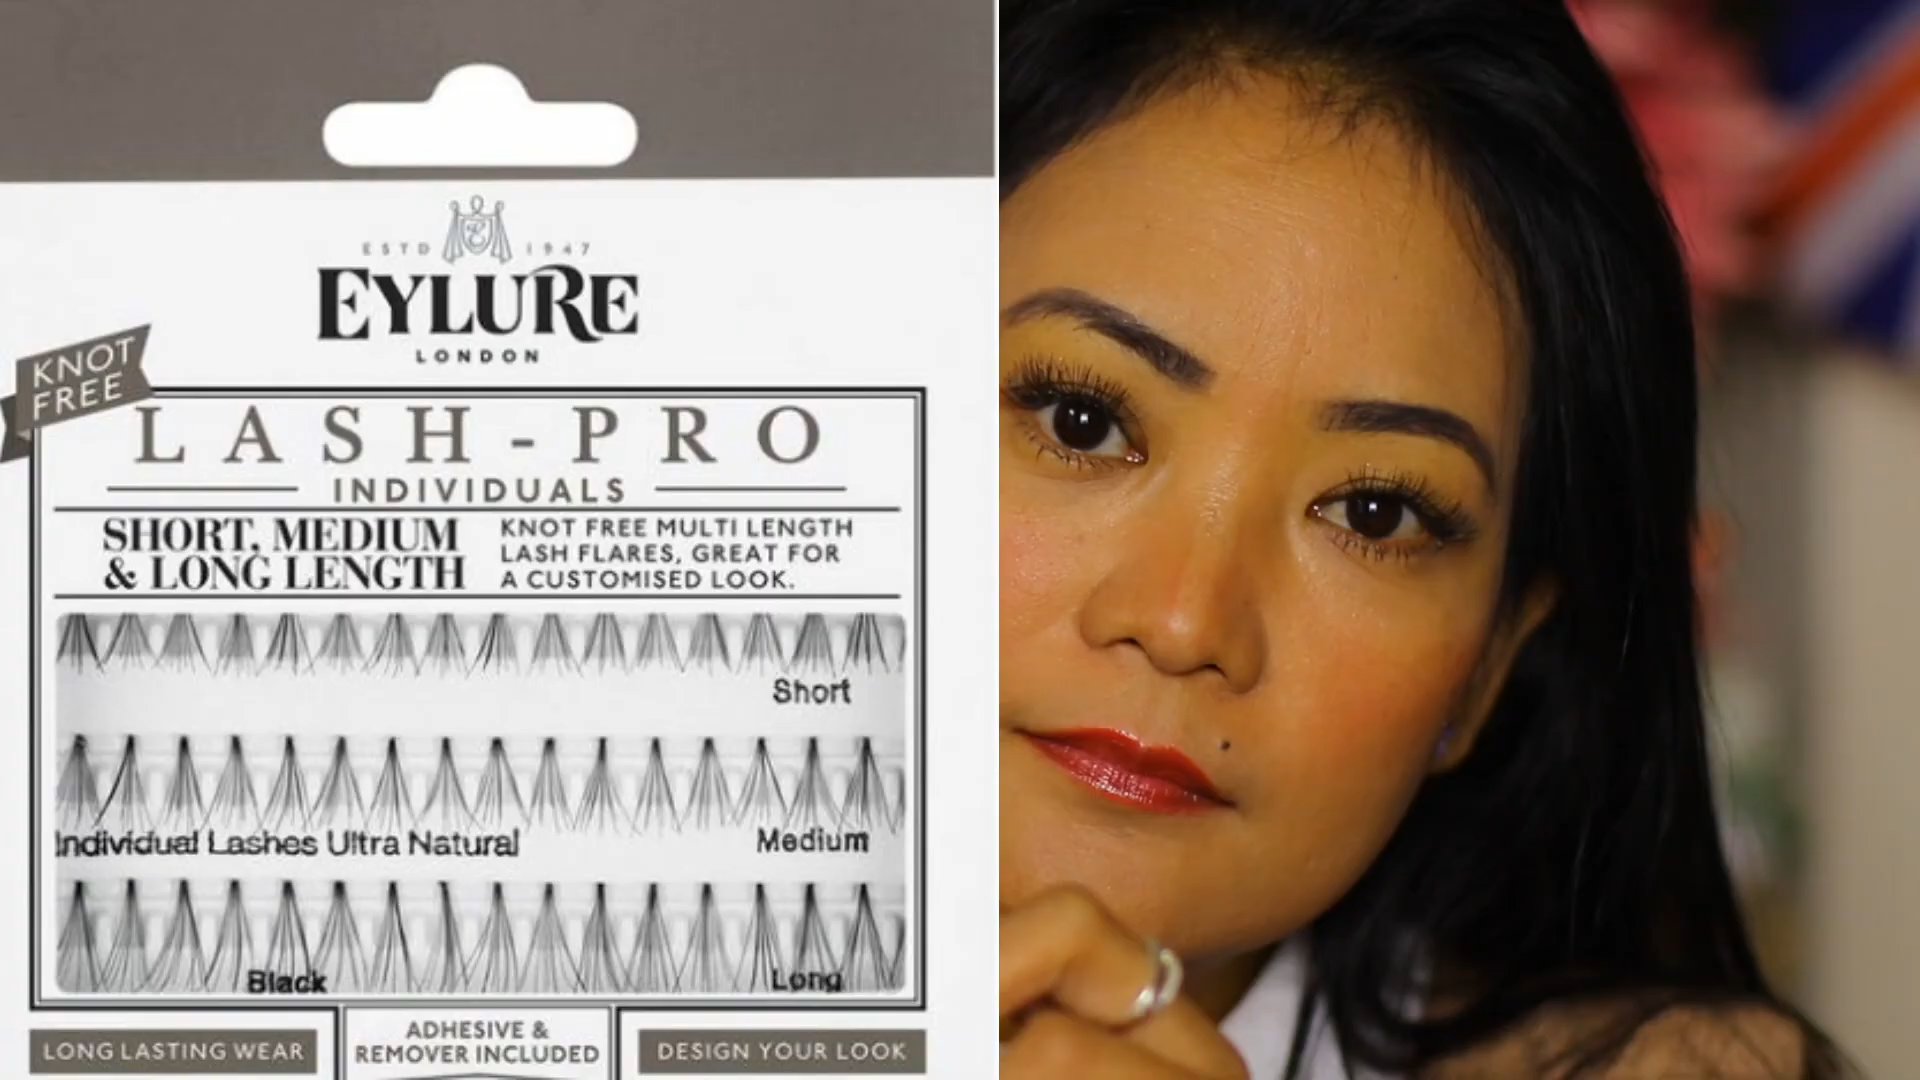 ESTD 1947
EYLURE
LONDON
KNOT
FREE
LASH-PRO
INDIVIDUALS
SHORT, MEDIUM
& LONG LENGTH
KNOT FREE MULTI LENGTH
LASH FLARES, GREAT FOR
A CUSTOMISED LOOK.
Short
Individual Lashes Ultra Natural
Medium
Black
Long
LONG LASTING WEAR
ADHESIVE &
REMOVER INCLUDED
DESIGN YOUR LOOK